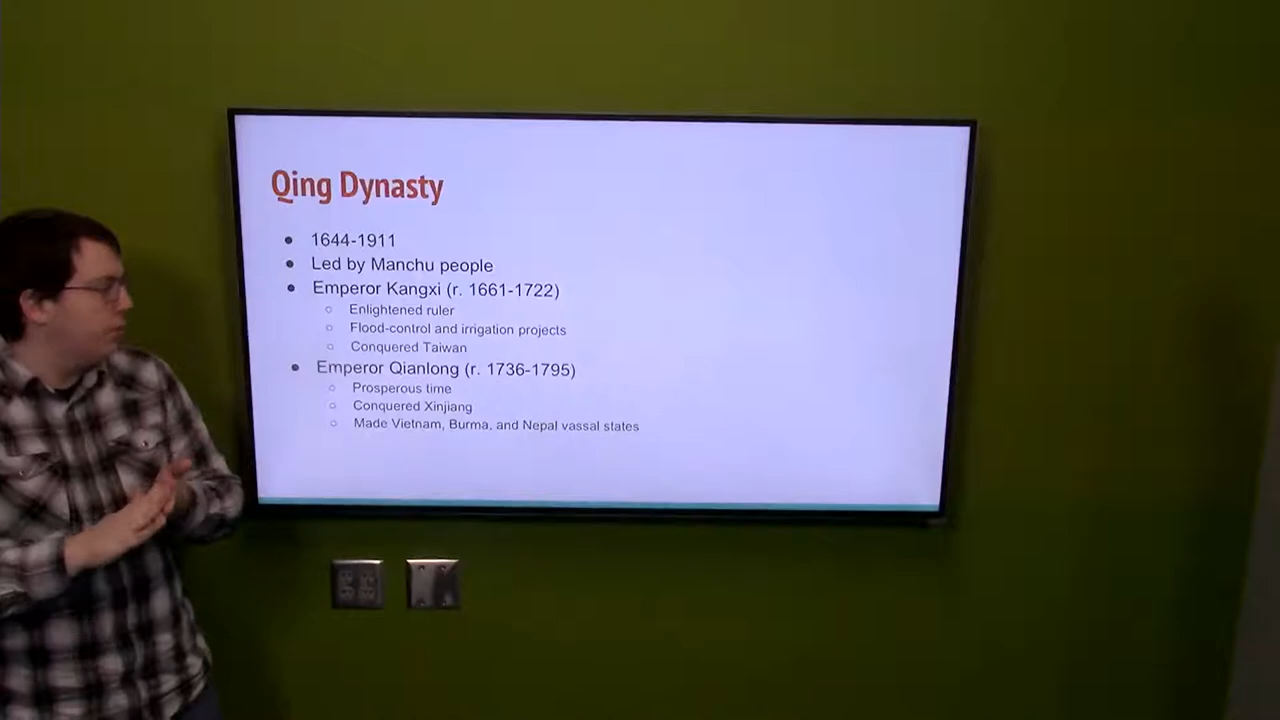 Qing Dynasty
● 1644-1911
● Led by Manchu people
● Emperor Kangxi (r. 1661-1722)
○ Enlightened ruler
○ Flood-control and irrigation projects
○ Conquered Taiwan
● Emperor Qianlong (r. 1736-1795)
○ Prosperous time
○ Conquered Xinjiang
○ Made Vietnam, Burma, and Nepal vassal states